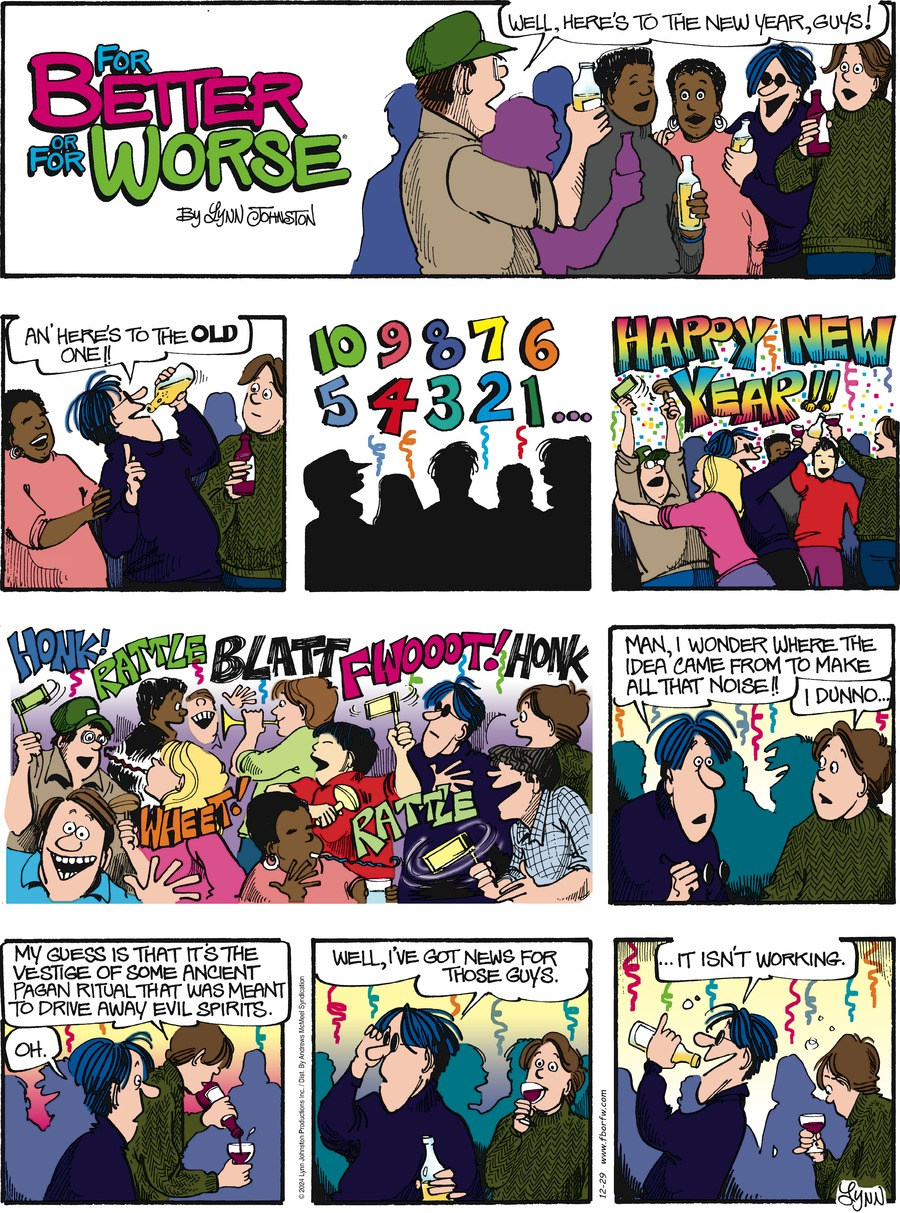 WELL, HERE'S TO THE NEW YEAR, GUYS!
FOR
BETTER
OR
FOR
WORSE®
By LYNN JOHNSTON
AN' HERE'S TO THE OLD
ONE!!
10 9 8 7 6
5 4 3 2 1...
HAPPY NEW
YEAR!!
HONK!
RATTLE
BLATT
FWOOOT!
HONK
WHEET!
RATTLE
MAN, I WONDER WHERE THE
IDEA CAME FROM TO MAKE
ALL THAT NOISE!!
I DUNNO...
MY GUESS IS THAT IT'S THE
VESTIGE OF SOME ANCIENT
PAGAN RITUAL THAT WAS MEANT
TO DRIVE AWAY EVIL SPIRITS.
OH.
© 2024 Lynn Johnston Productions Inc. / Dist. By Andrews McMeel Syndication
WELL, I'VE GOT NEWS FOR
THOSE GUYS.
12-29 www.fborfw.com
...IT ISN'T WORKING.
LYNN